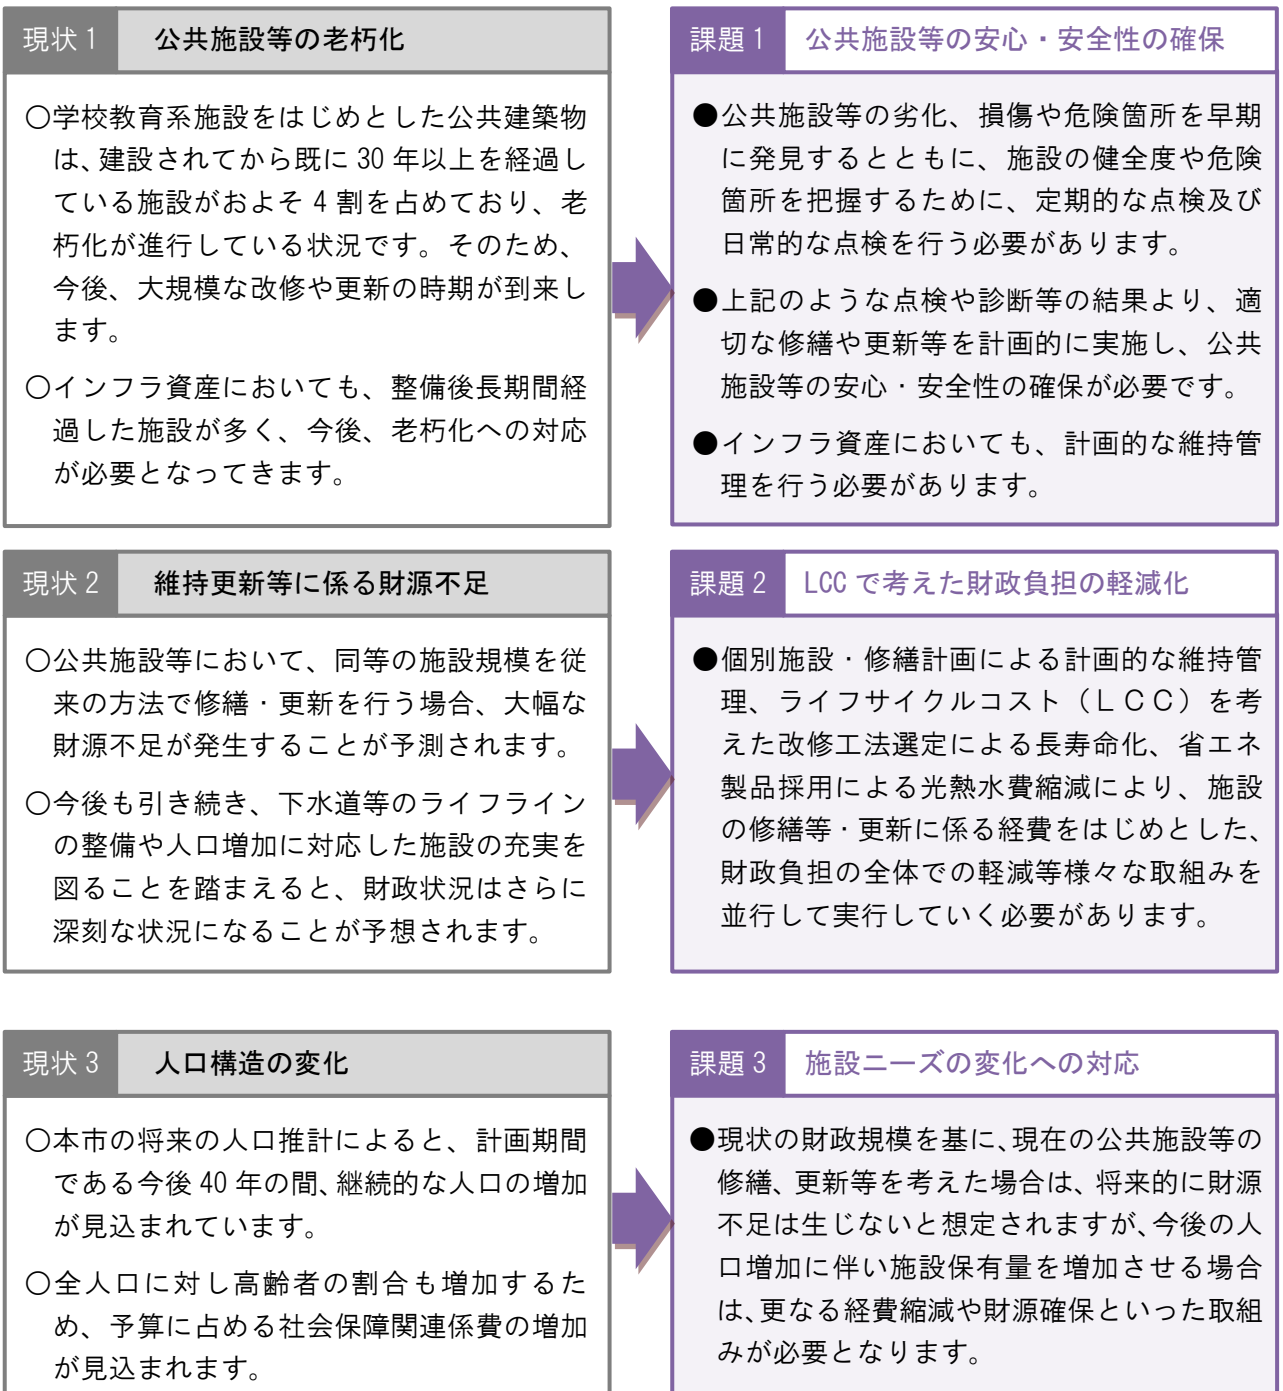 現状 1 公共施設等の老朽化
〇学校教育系施設をはじめとした公共建築物
は、建設されてから既に 30 年以上を経過し
ている施設がおよそ 4 割を占めており、老
朽化が進行している状況です。そのため、
今後、大規模な改修や更新の時期が到来し
ます。
〇インフラ資産においても、整備後長期間経
過した施設が多く、今後、老朽化への対応
が必要となってきます。
課題 1 公共施設等の安心・安全性の確保
●公共施設等の劣化、損傷や危険箇所を早期
に発見するとともに、施設の健全度や危険
箇所を把握するために、定期的な点検及び
日常的な点検を行う必要があります。
●上記のような点検や診断等の結果より、適
切な修繕や更新等を計画的に実施し、公共
施設等の安心・安全性の確保が必要です。
●インフラ資産においても、計画的な維持管
理を行う必要があります。
現状 2 維持更新等に係る財源不足
〇公共施設等において、同等の施設規模を従
来の方法で修繕・更新を行う場合、大幅な
財源不足が発生することが予測されます。
〇今後も引き続き、下水道等のライフライン
の整備や人口増加に対応した施設の充実を
図ることを踏まえると、財政状況はさらに
深刻な状況になることが予想されます。
課題 2 LCC で考えた財政負担の軽減化
●個別施設・修繕計画による計画的な維持管
理、ライフサイクルコスト（ＬＣＣ）を考
えた改修工法選定による長寿命化、省エネ
製品採用による光熱水費縮減により、施設
の修繕等・更新に係る経費をはじめとした、
財政負担の全体での軽減等様々な取組みを
並行して実行していく必要があります。
現状 3 人口構造の変化
〇本市の将来の人口推計によると、計画期間
である今後 40 年の間、継続的な人口の増加
が見込まれています。
〇全人口に対し高齢者の割合も増加するた
め、予算に占める社会保障関連係費の増加
が見込まれます。
課題 3 施設ニーズの変化への対応
●現状の財政規模を基に、現在の公共施設等の
修繕、更新等を考えた場合は、将来的に財源
不足は生じないと想定されますが、今後の人
口増加に伴い施設保有量を増加させる場合
は、更なる経費縮減や財源確保といった取組
みが必要となります。